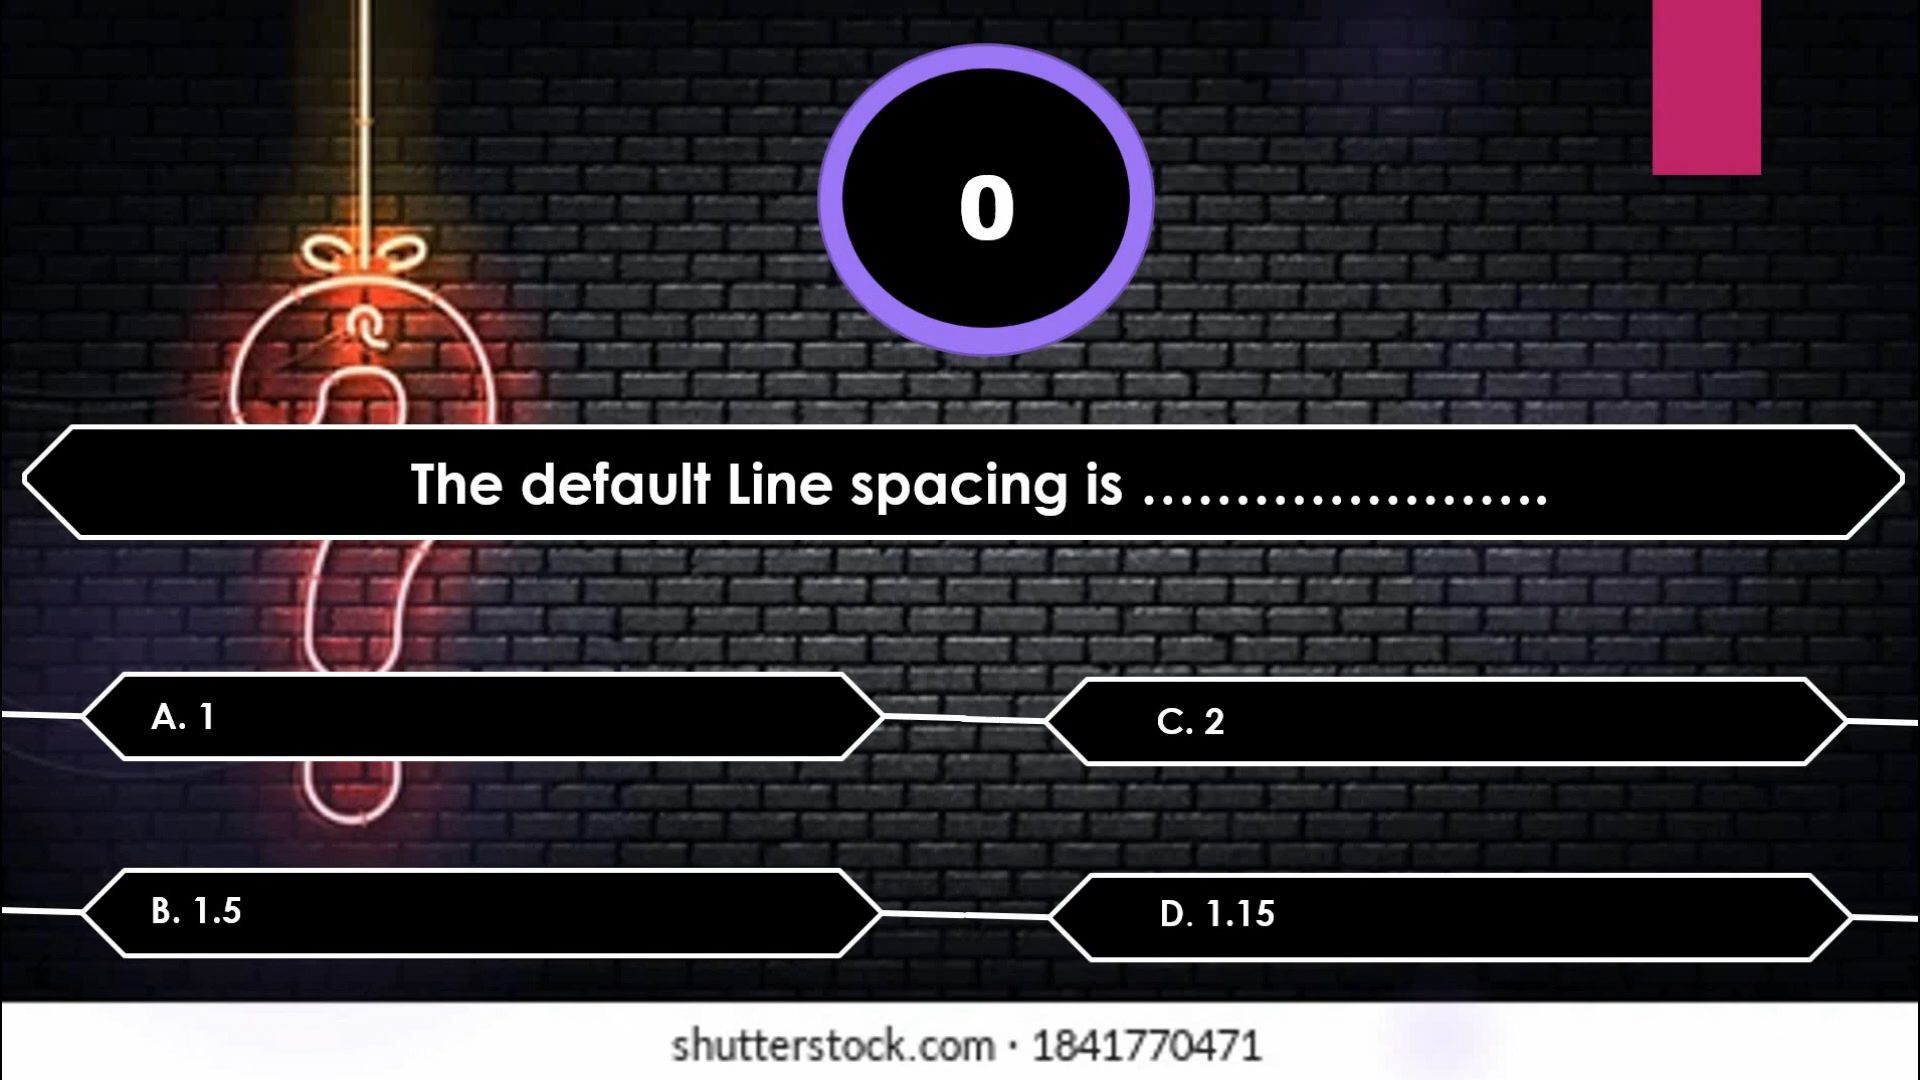 0
The default Line spacing is ......................
A. 1
C. 2
B. 1.5
D. 1.15
shutterstock.com · 1841770471